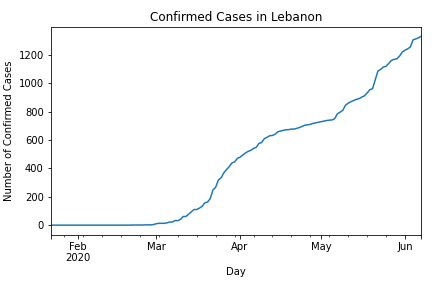 Confirmed Cases in Lebanon
Number of Confirmed Cases
1200
1000
800
600
400
200
0
Feb Mar Apr May Jun
2020
Day